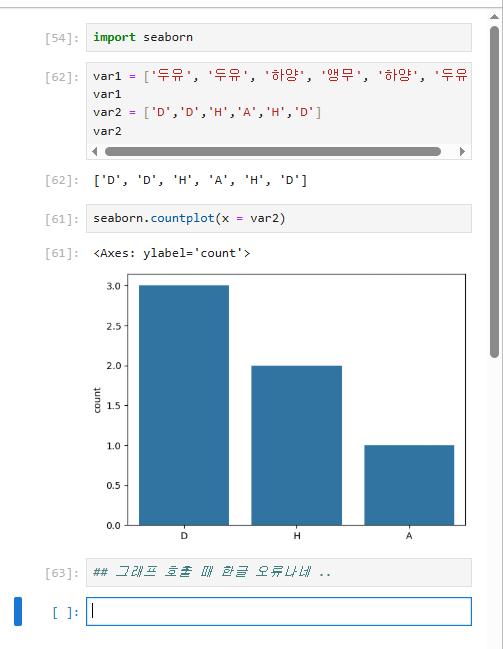 [54]: import seaborn
[62]: var1 = ['두유', '두유', '하양', '앵무', '하양', '두유
var1
var2 = ['D','D','H','A','H','D']
var2
[62]: ['D', 'D', 'H', 'A', 'H', 'D']
[61]: seaborn.countplot(x = var2)
[61]: <Axes: ylabel='count'>
3.0
2.5
2.0
1.5
1.0
0.5
0.0
count
D H A
[63]: ## 그래프 호출 때 한글 오류나네 ..
[ ]: